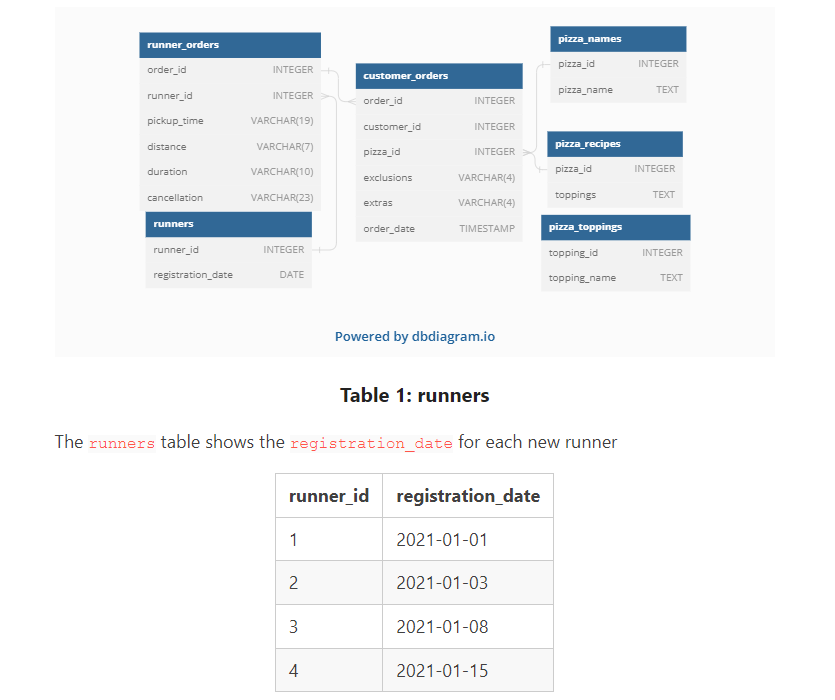 runner_orders
order_id INTEGER
runner_id INTEGER
pickup_time VARCHAR(19)
distance VARCHAR(7)
duration VARCHAR(10)
cancellation VARCHAR(23)
runners
runner_id INTEGER
registration_date DATE
customer_orders
order_id INTEGER
customer_id INTEGER
pizza_id INTEGER
exclusions VARCHAR(4)
extras VARCHAR(4)
order_date TIMESTAMP
pizza_names
pizza_id INTEGER
pizza_name TEXT
pizza_recipes
pizza_id INTEGER
toppings TEXT
pizza_toppings
topping_id INTEGER
topping_name TEXT
Powered by dbdiagram.io
Table 1: runners
The runners table shows the registration_date for each new runner
runner_id registration_date
1 2021-01-01
2 2021-01-03
3 2021-01-08
4 2021-01-15